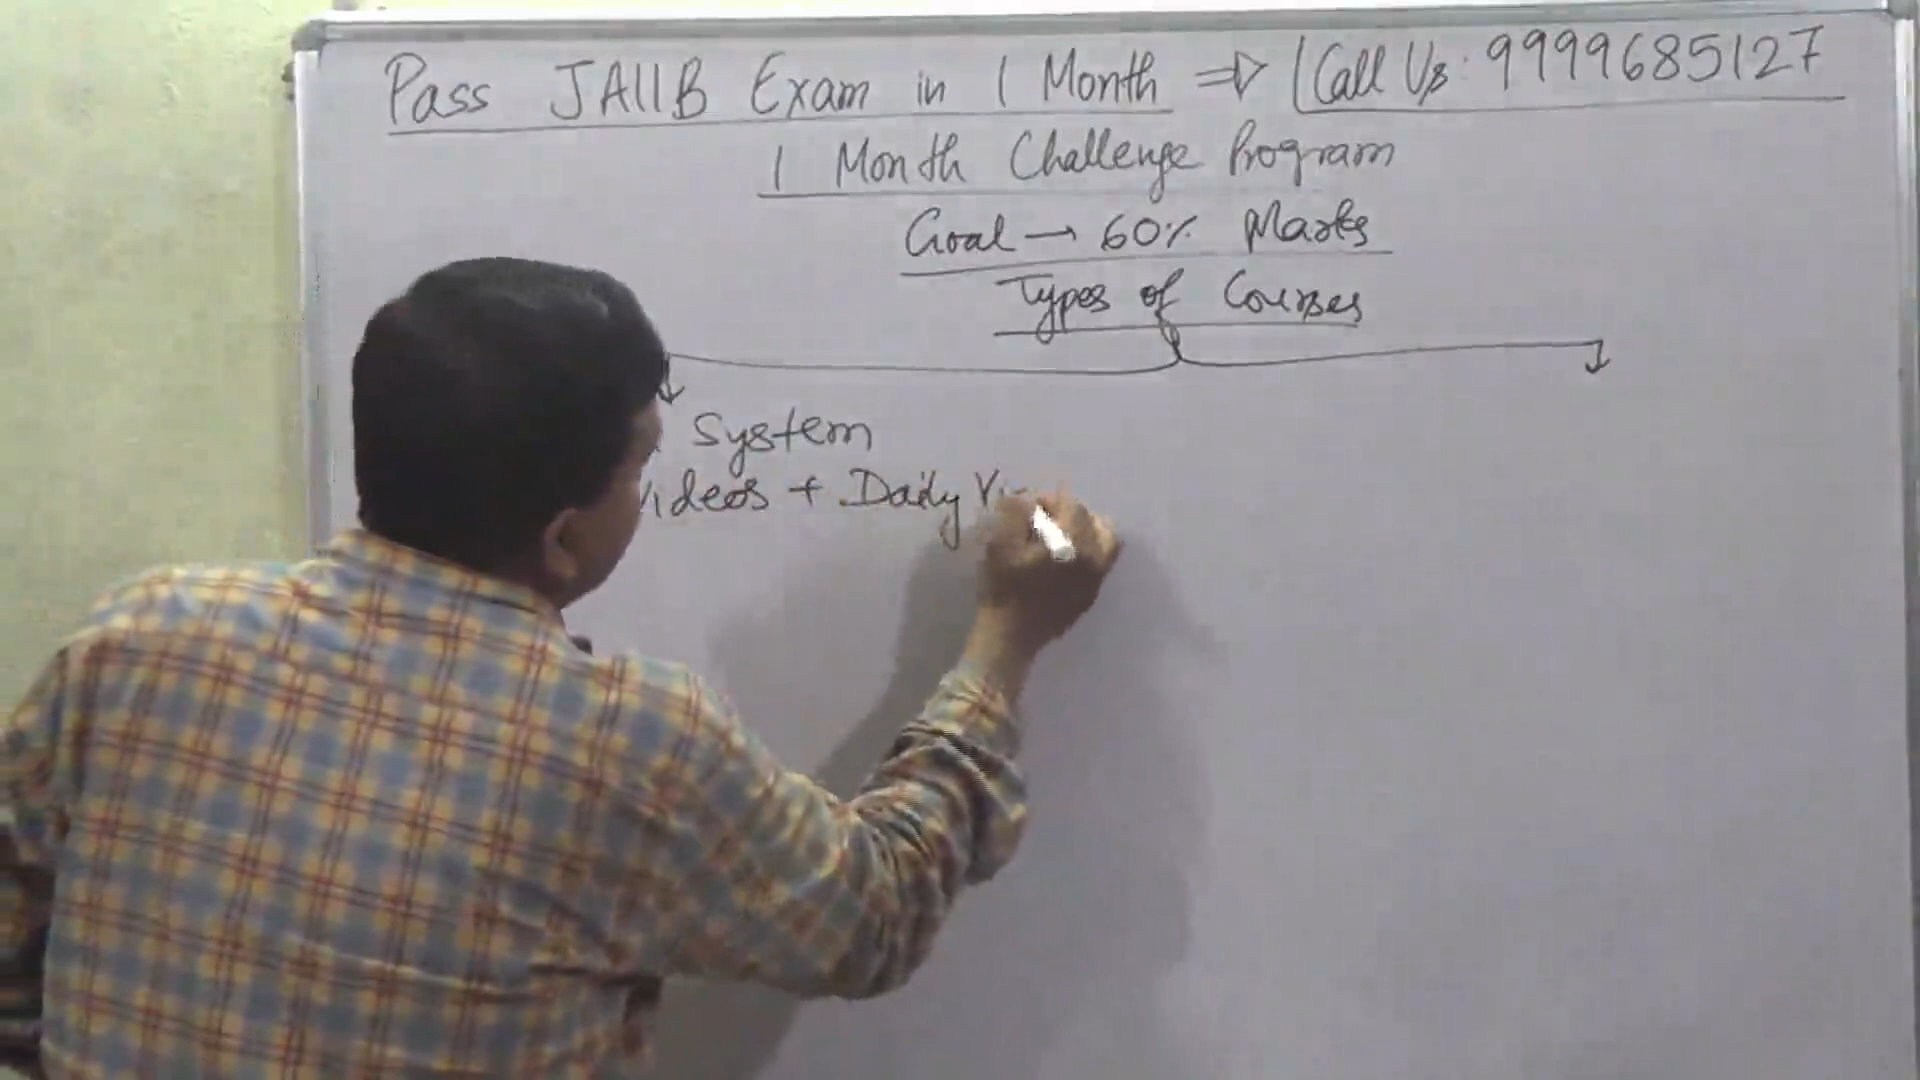 Pass JAIIB Exam in 1 Month ⇒ Call Us: 9999685127
1 Month Challenge Program
Goal → 60% Marks
Types of Courses
System
Videos + Daily